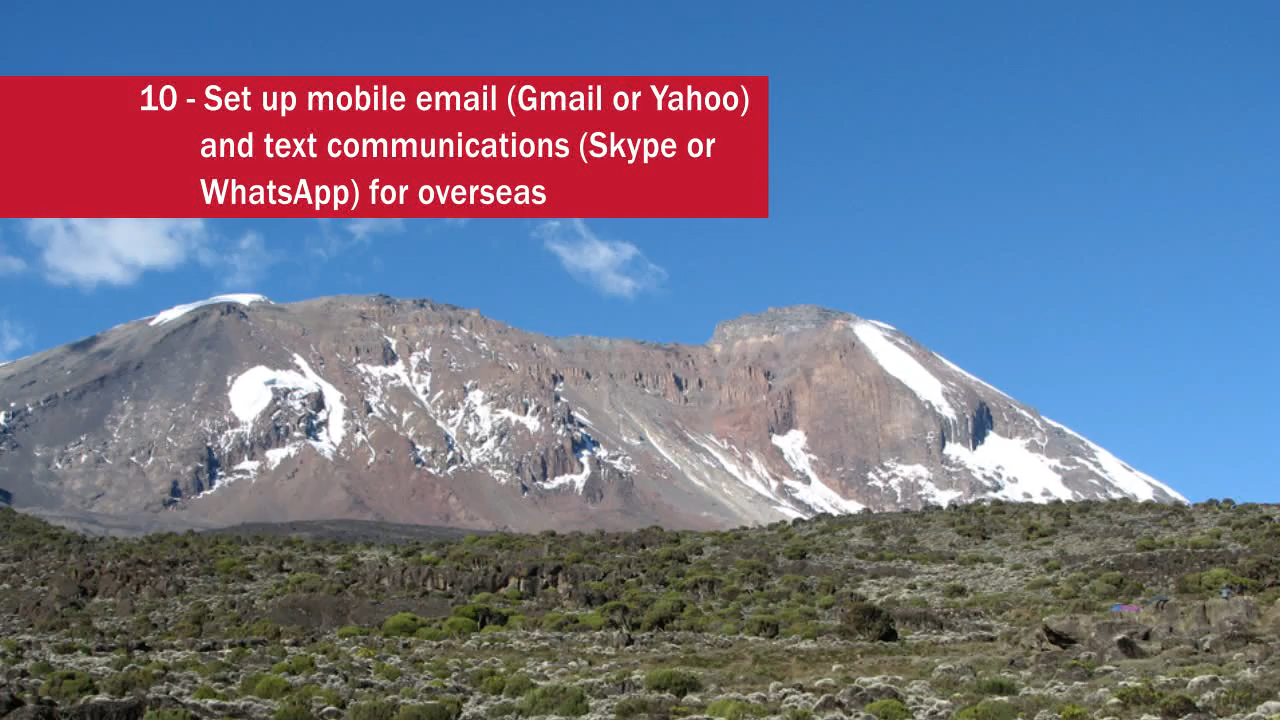 10 - Set up mobile email (Gmail or Yahoo)
and text communications (Skype or
WhatsApp) for overseas